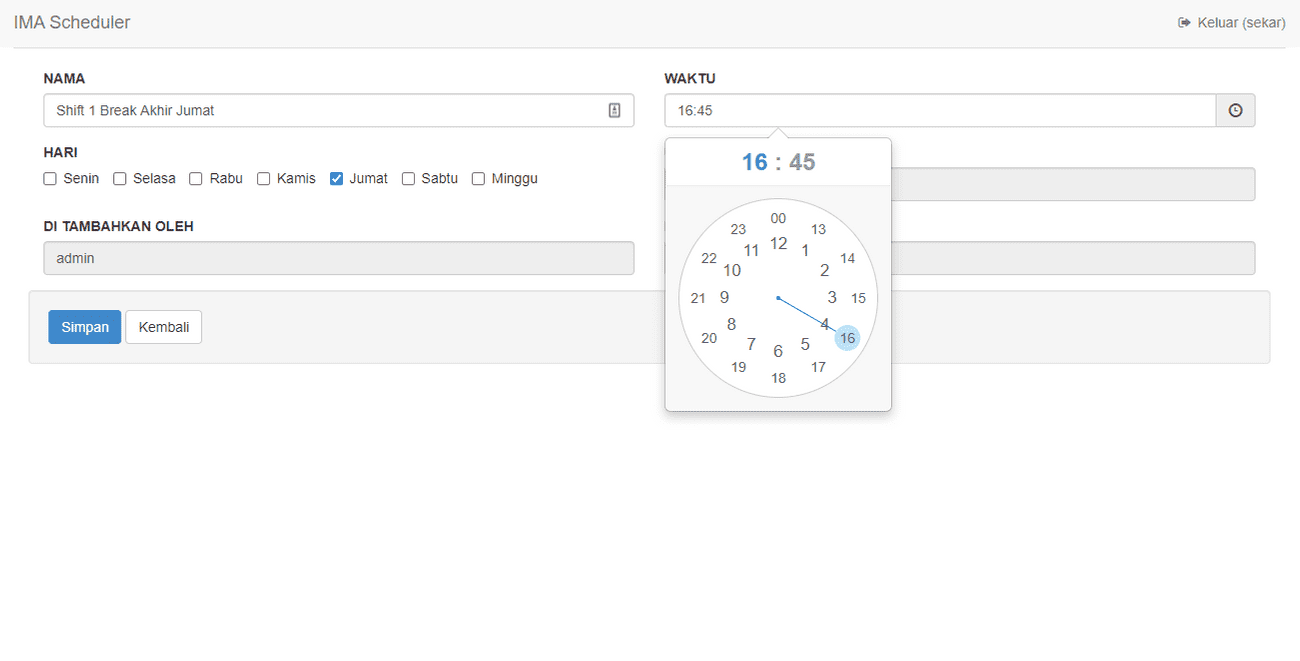 IMA Scheduler
Keluar (sekar)
NAMA
Shift 1 Break Akhir Jumat
WAKTU
16:45
HARI
Senin Selasa Rabu Kamis Jumat Sabtu Minggu
DI TAMBAHKAN OLEH
admin
Simpan Kembali
16 : 45
00
23 13
12
11 1
22 14
10 2
21 9 3 15
8 4
20 16
7 5
6
19 17
18